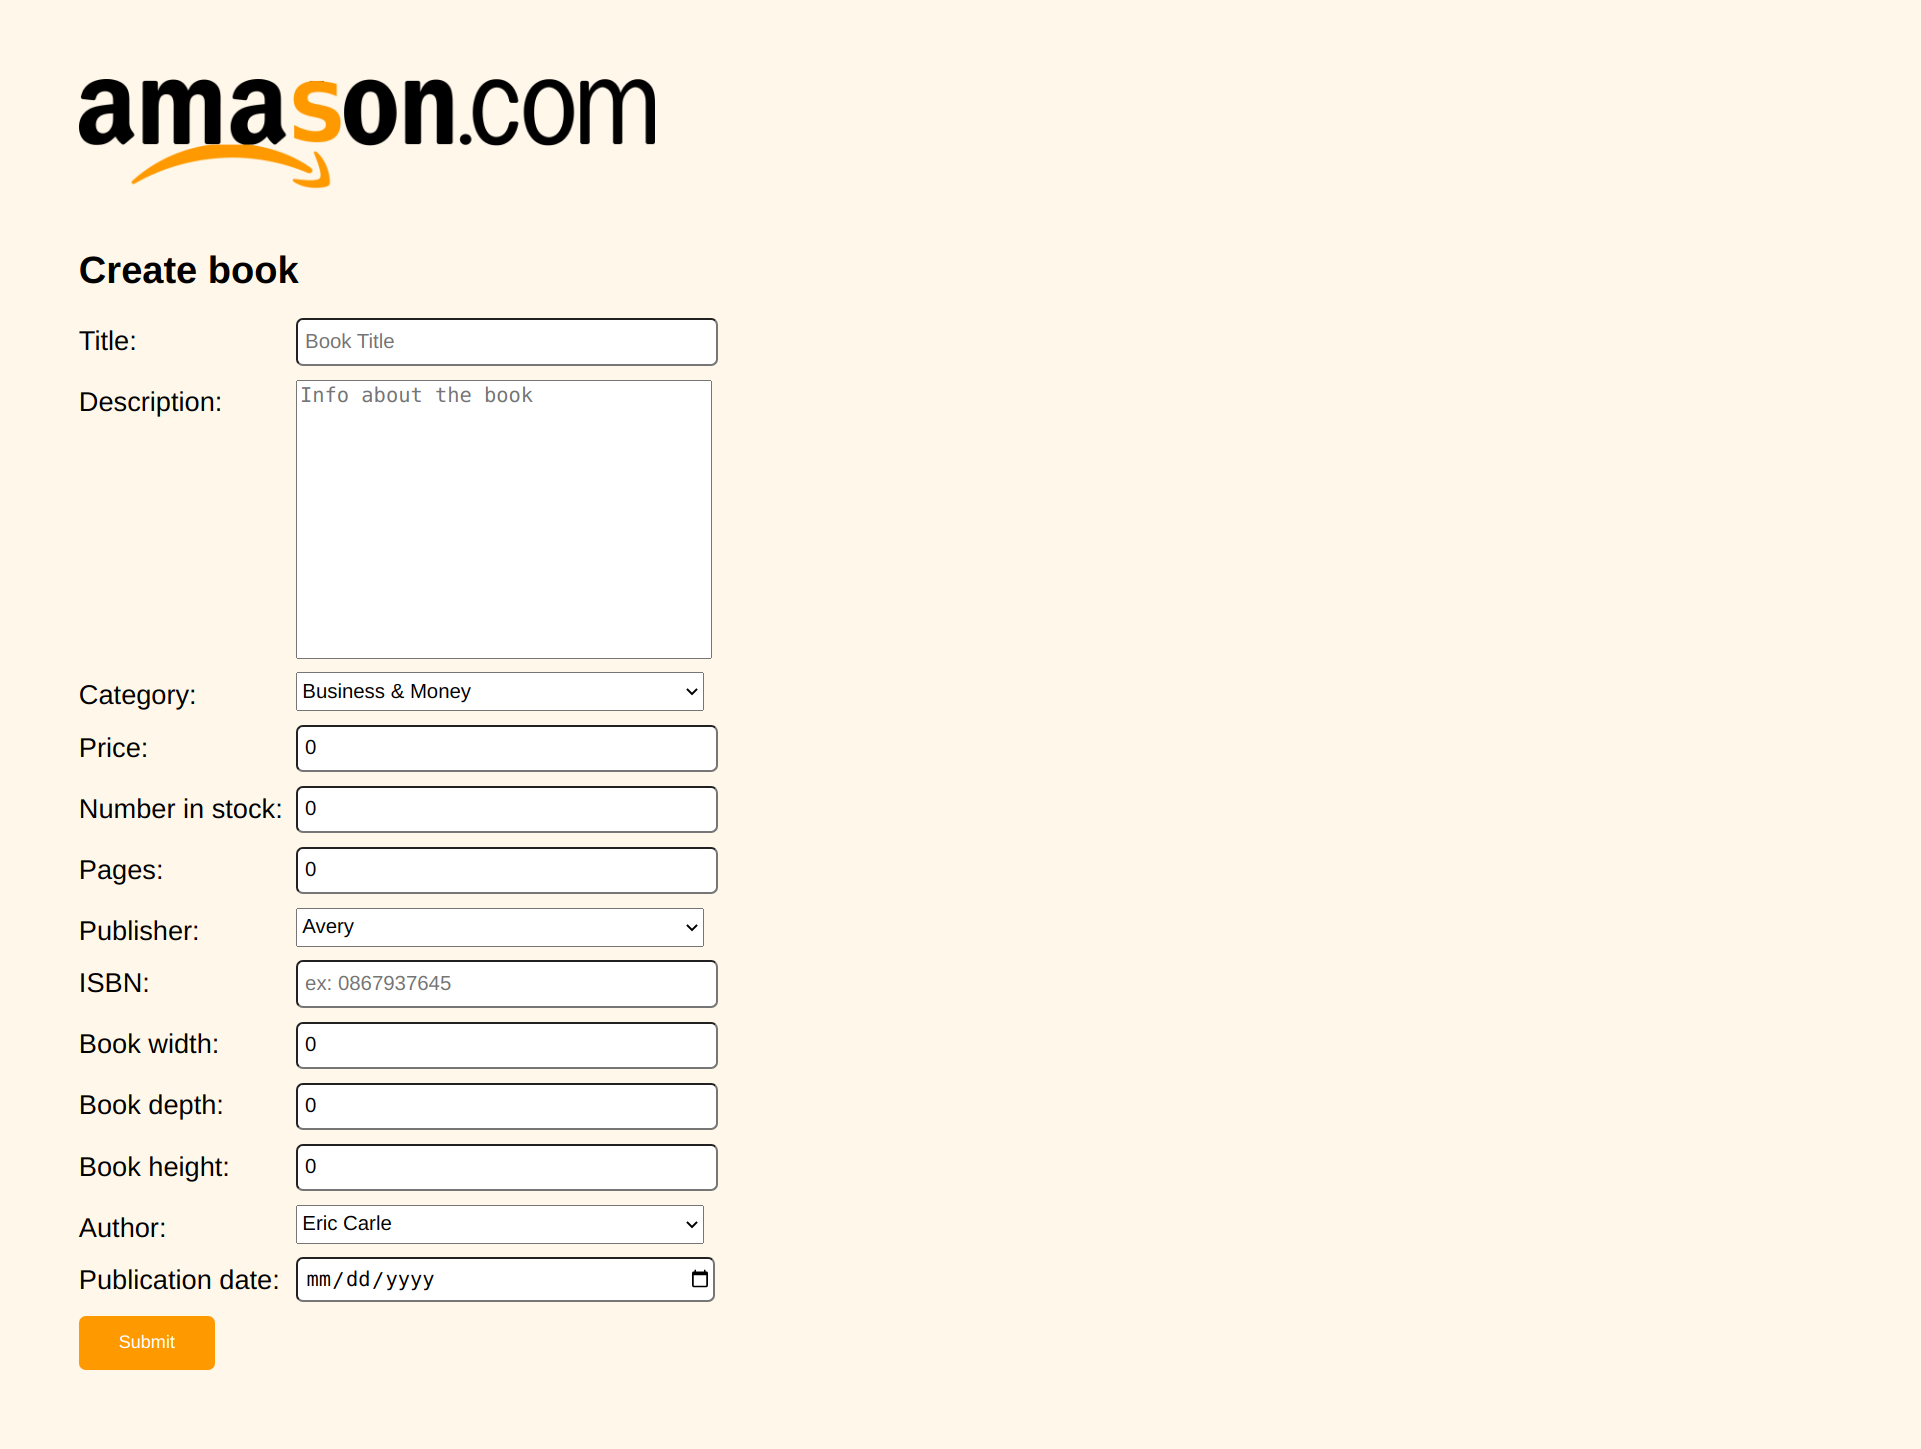 amason.com
Create book
Title: Book Title
Description: Info about the book
Category: Business & Money
Price: 0
Number in stock: 0
Pages: 0
Publisher: Avery
ISBN: ex: 0867937645
Book width: 0
Book depth: 0
Book height: 0
Author: Eric Carle
Publication date: mm/dd/yyyy
Submit